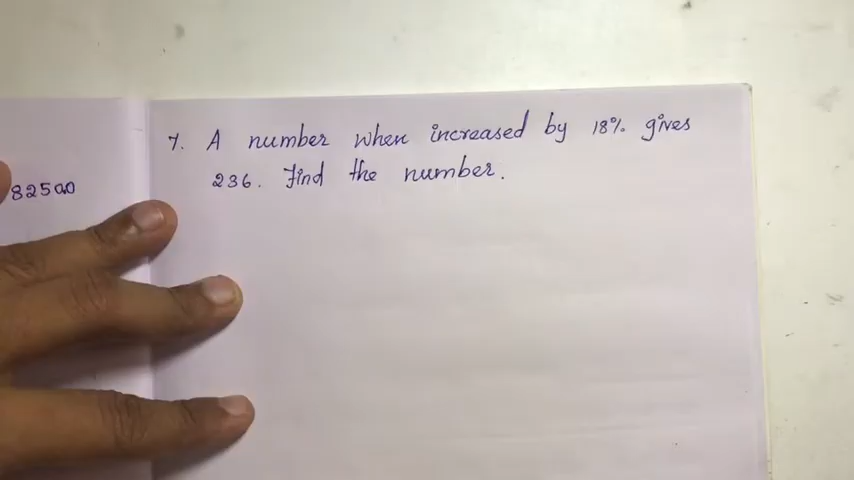 82500
7. A number when increased by 18% gives
236. Find the number.